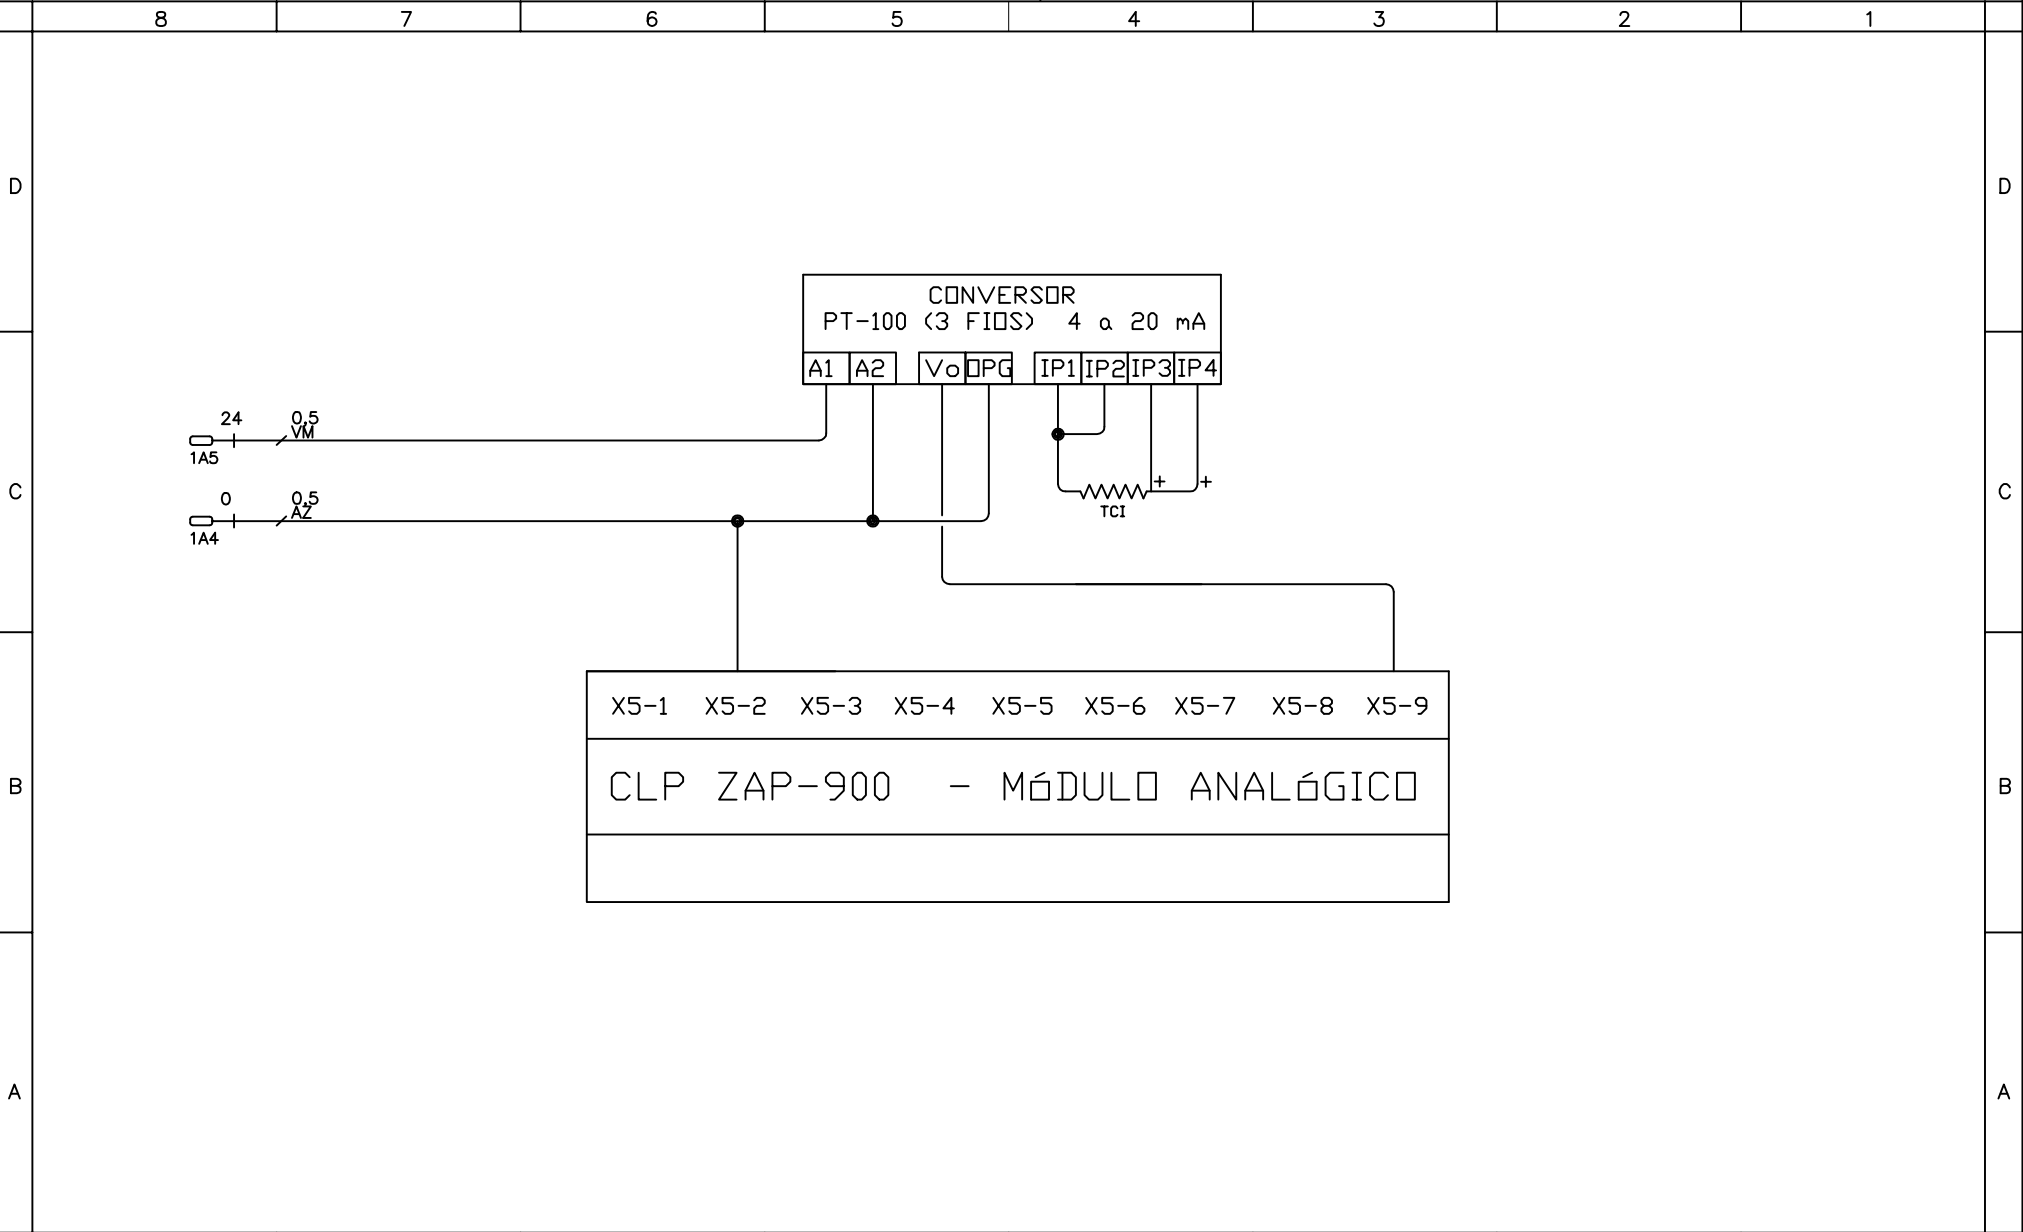 8 7 6 5 4 3 2 1
D D
CONVERSOR
PT-100 (3 FIOS) 4 a 20 mA
A1 A2 Vo OPG IP1 IP2 IP3 IP4
24 0,5
VM
1A5
C C
+ +
0 0,5
AZ
TCI
1A4
X5-1 X5-2 X5-3 X5-4 X5-5 X5-6 X5-7 X5-8 X5-9
B CLP ZAP-900 - MóDULO ANALóGICO B
A A